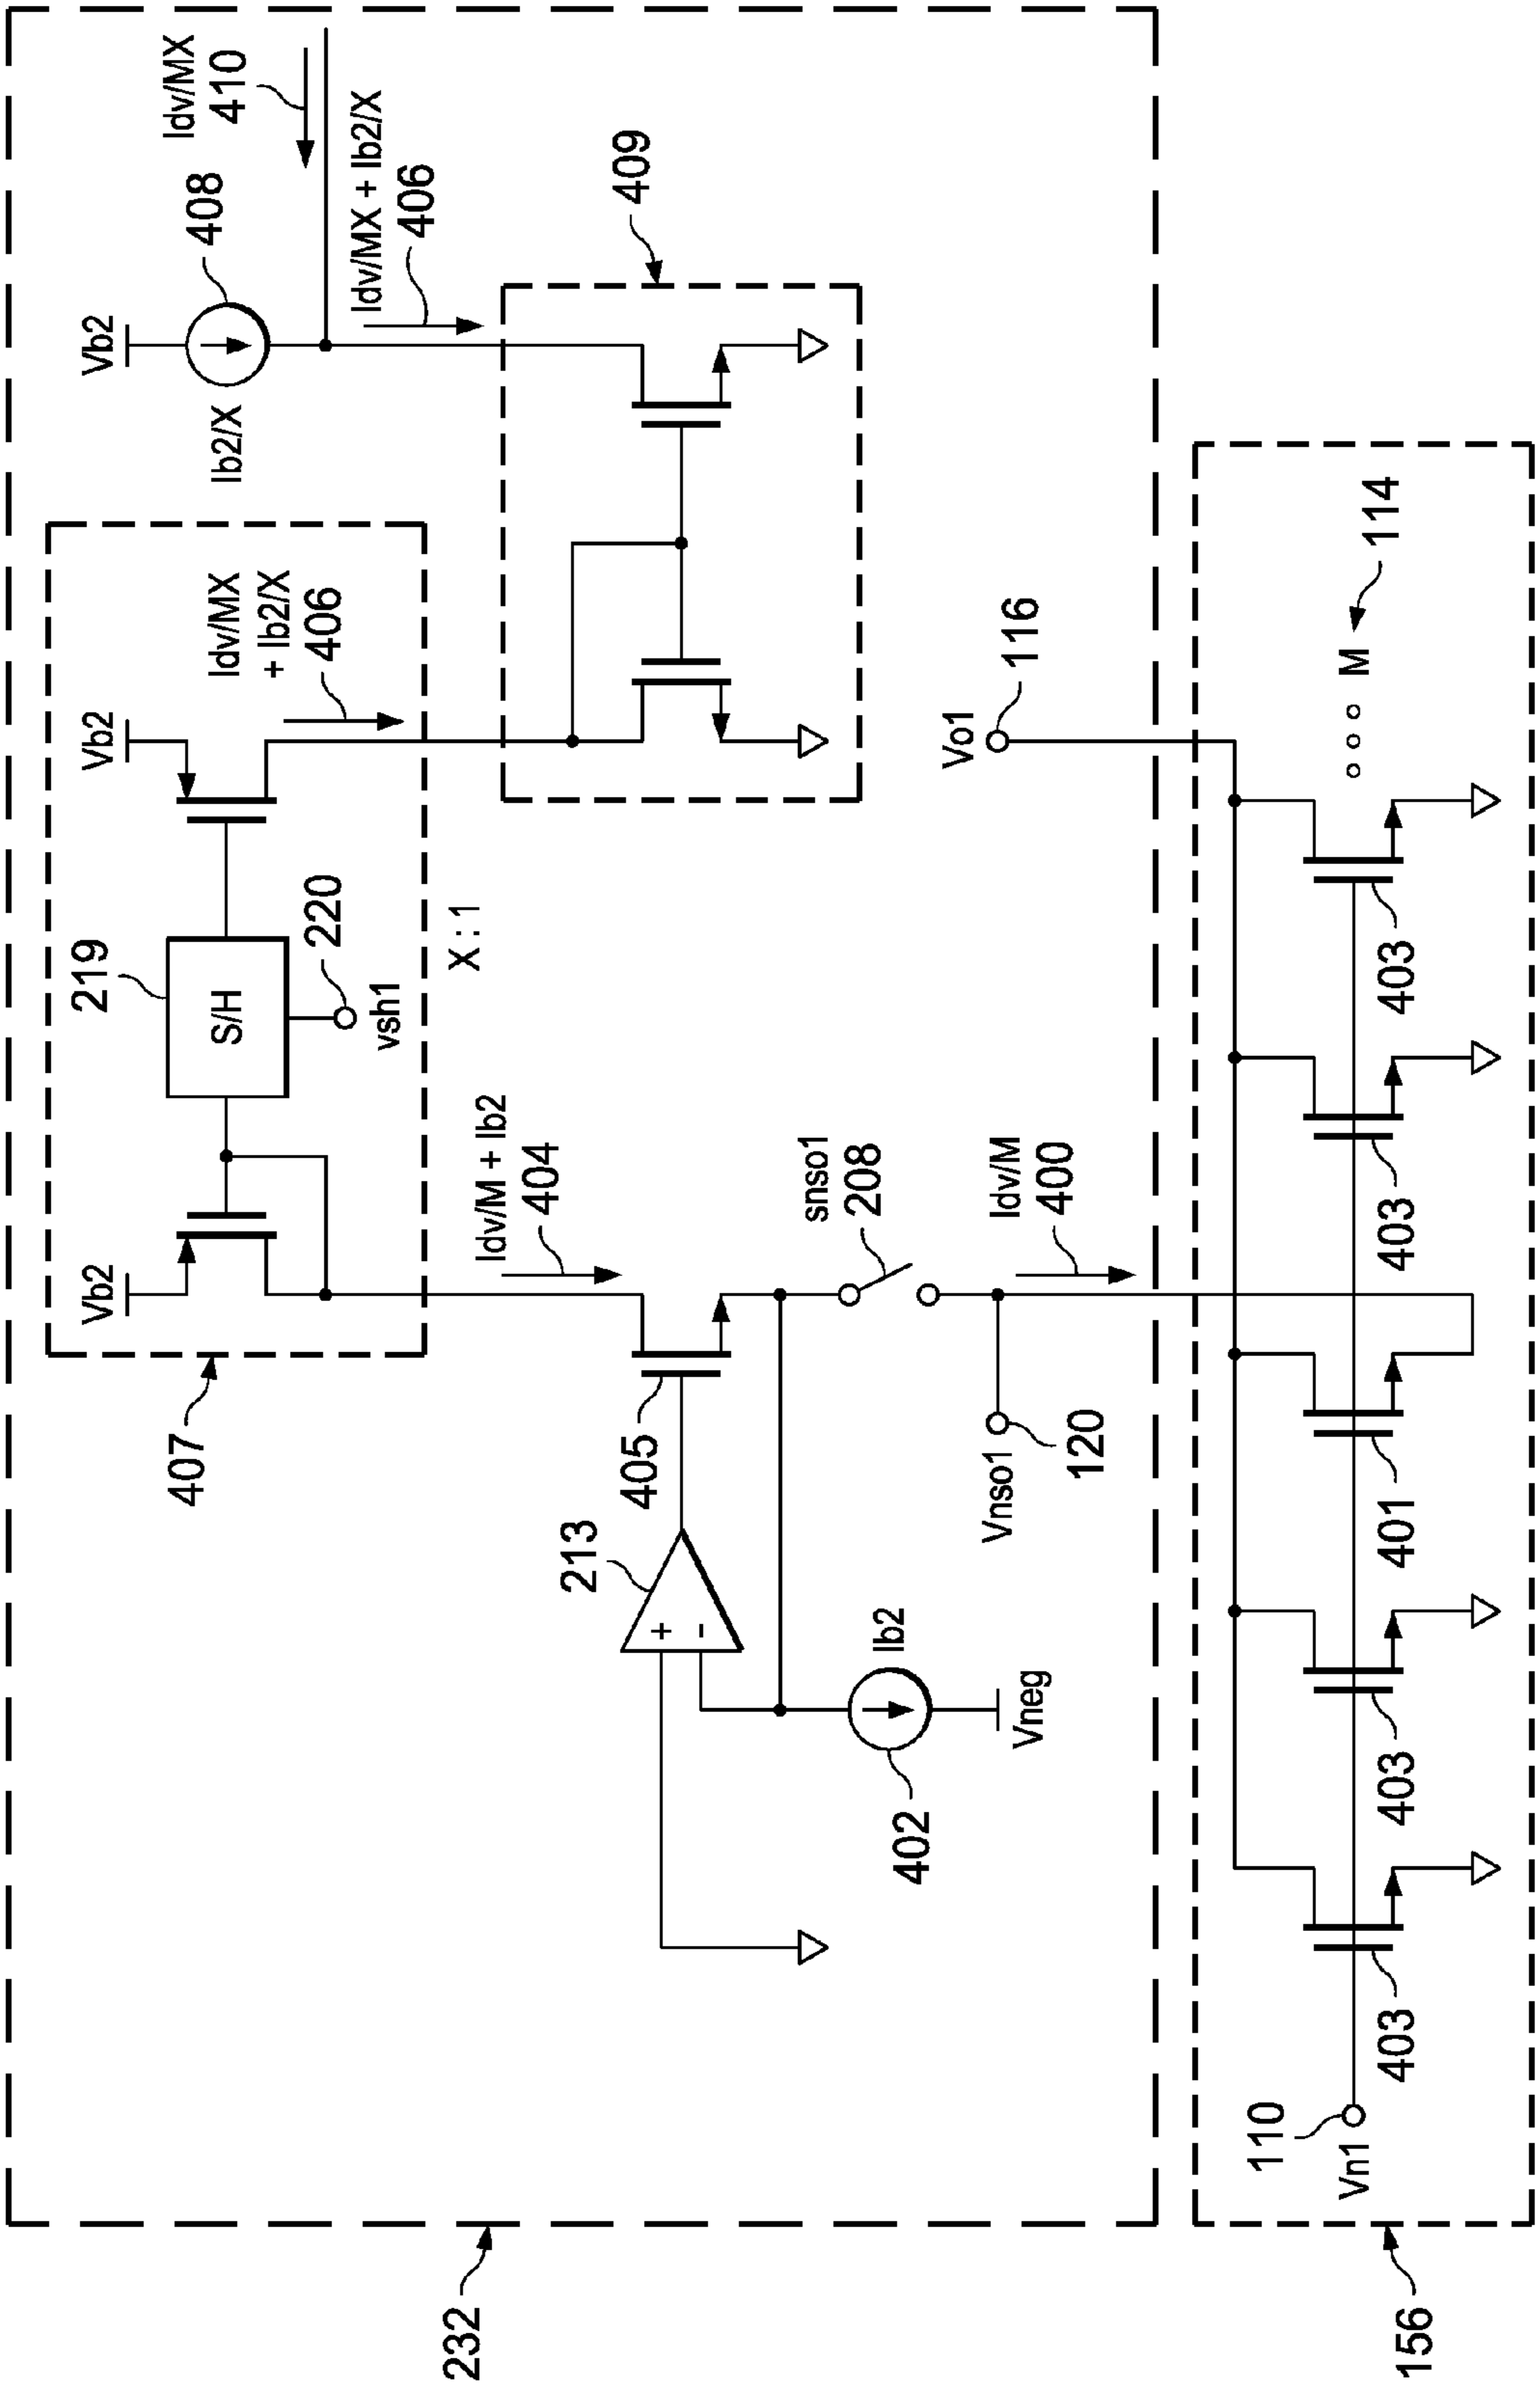 232
407
Vb2
219
S/H
220
vsh1
Vb2
Idv/MX
+ Ib2/X
406
X : 1
Vb2
408
Ib2/X
Idv/MX
410
Idv/MX + Ib2/X
406
409
Idv/M + Ib2
404
405
213
+
-
402
Ib2
Vneg
snso1
208
Idv/M
400
Vnso1
120
Vo1
116
156
110
Vn1
403
403
401
403
403
M
114